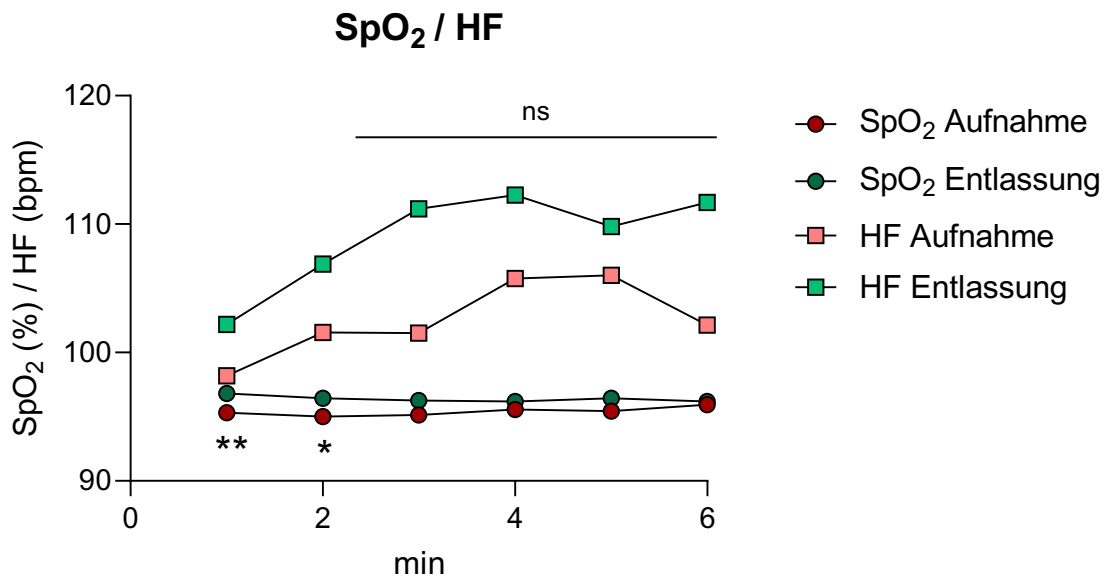 SpO₂ / HF
120
110
100
90
SpO₂ (%) / HF (bpm)
ns
**
*
0
2
4
6
min
SpO₂ Aufnahme
SpO₂ Entlassung
HF Aufnahme
HF Entlassung